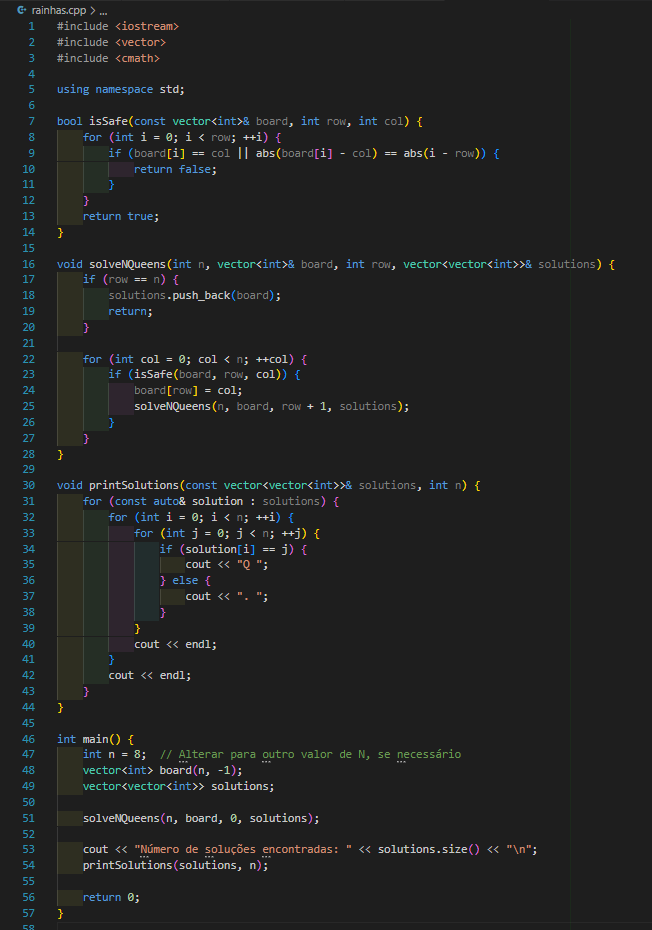 rainhas.cpp > ...
1 #include <iostream>
2 #include <vector>
3 #include <cmath>
4
5 using namespace std;
6
7 bool isSafe(const vector<int>& board, int row, int col) {
8     for (int i = 0; i < row; ++i) {
9         if (board[i] == col || abs(board[i] - col) == abs(i - row)) {
10             return false;
11         }
12     }
13     return true;
14 }
15
16 void solveNQueens(int n, vector<int>& board, int row, vector<vector<int>>& solutions) {
17     if (row == n) {
18         solutions.push_back(board);
19         return;
20     }
21
22     for (int col = 0; col < n; ++col) {
23         if (isSafe(board, row, col)) {
24             board[row] = col;
25             solveNQueens(n, board, row + 1, solutions);
26         }
27     }
28 }
29
30 void printSolutions(const vector<vector<int>>& solutions, int n) {
31     for (const auto& solution : solutions) {
32         for (int i = 0; i < n; ++i) {
33             for (int j = 0; j < n; ++j) {
34                 if (solution[i] == j) {
35                     cout << "Q ";
36                 } else {
37                     cout << ". ";
38                 }
39             }
40             cout << endl;
41         }
42         cout << endl;
43     }
44 }
45
46 int main() {
47     int n = 8;  // Alterar para outro valor de N, se necessário
48     vector<int> board(n, -1);
49     vector<vector<int>> solutions;
50
51     solveNQueens(n, board, 0, solutions);
52
53     cout << "Número de soluções encontradas: " << solutions.size() << "\n";
54     printSolutions(solutions, n);
55
56     return 0;
57 }
58